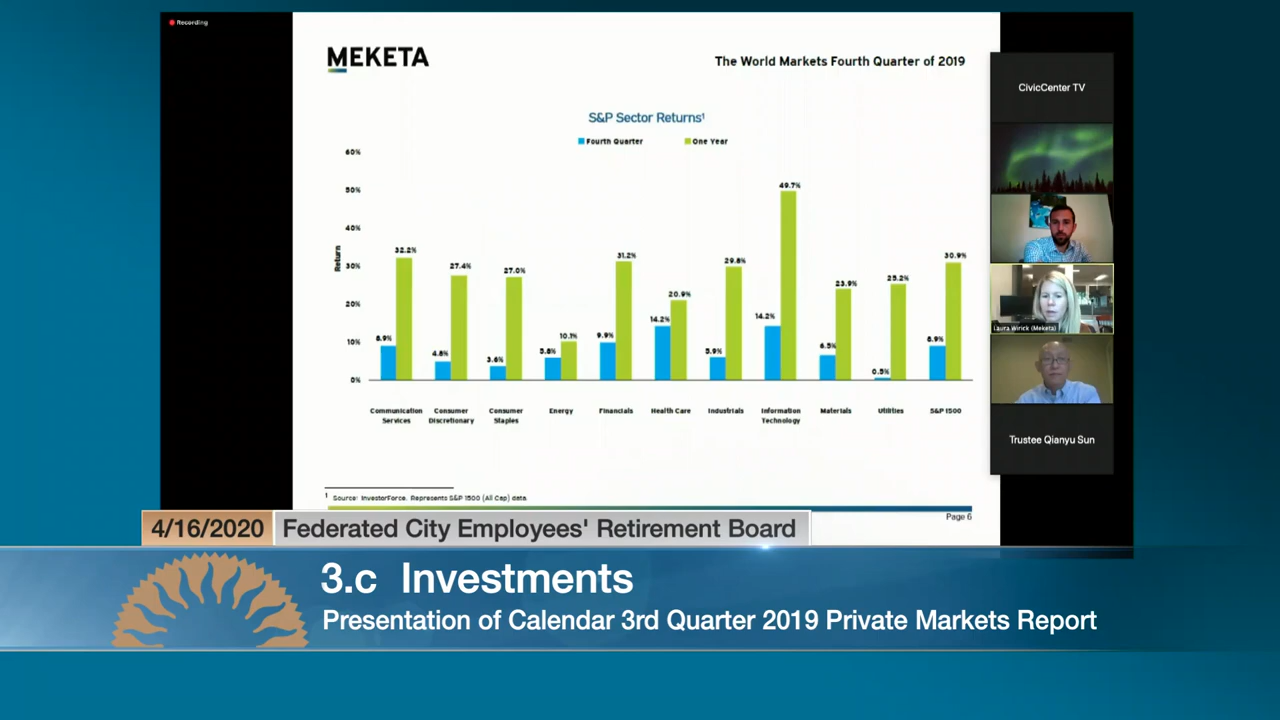 Recording
MEKETA
The World Markets Fourth Quarter of 2019
CivicCenter TV
S&P Sector Returns¹
Fourth Quarter
One Year
60%
50%
40%
30%
20%
10%
0%
Return
8.9%
32.2%
4.8%
27.4%
3.6%
27.0%
5.8%
10.1%
9.9%
31.2%
14.2%
20.9%
5.9%
29.8%
14.2%
49.7%
6.5%
23.9%
0.5%
25.2%
8.9%
30.9%
Communication
Services
Consumer
Discretionary
Consumer
Staples
Energy
Financials
Health Care
Industrials
Information
Technology
Materials
Utilities
S&P 1500
Laura Wirick (Meketa)
Trustee Qianyu Sun
¹ Source: InvestorForce. Represents S&P 1500 (All Cap) data
Page 6
4/16/2020
Federated City Employees' Retirement Board
3.c Investments
Presentation of Calendar 3rd Quarter 2019 Private Markets Report